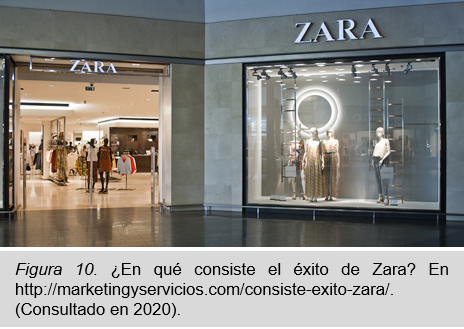 ZARA
ZARA
Figura 10. ¿En qué consiste el éxito de Zara? En
http://marketingyservicios.com/consiste-exito-zara/.
(Consultado en 2020).